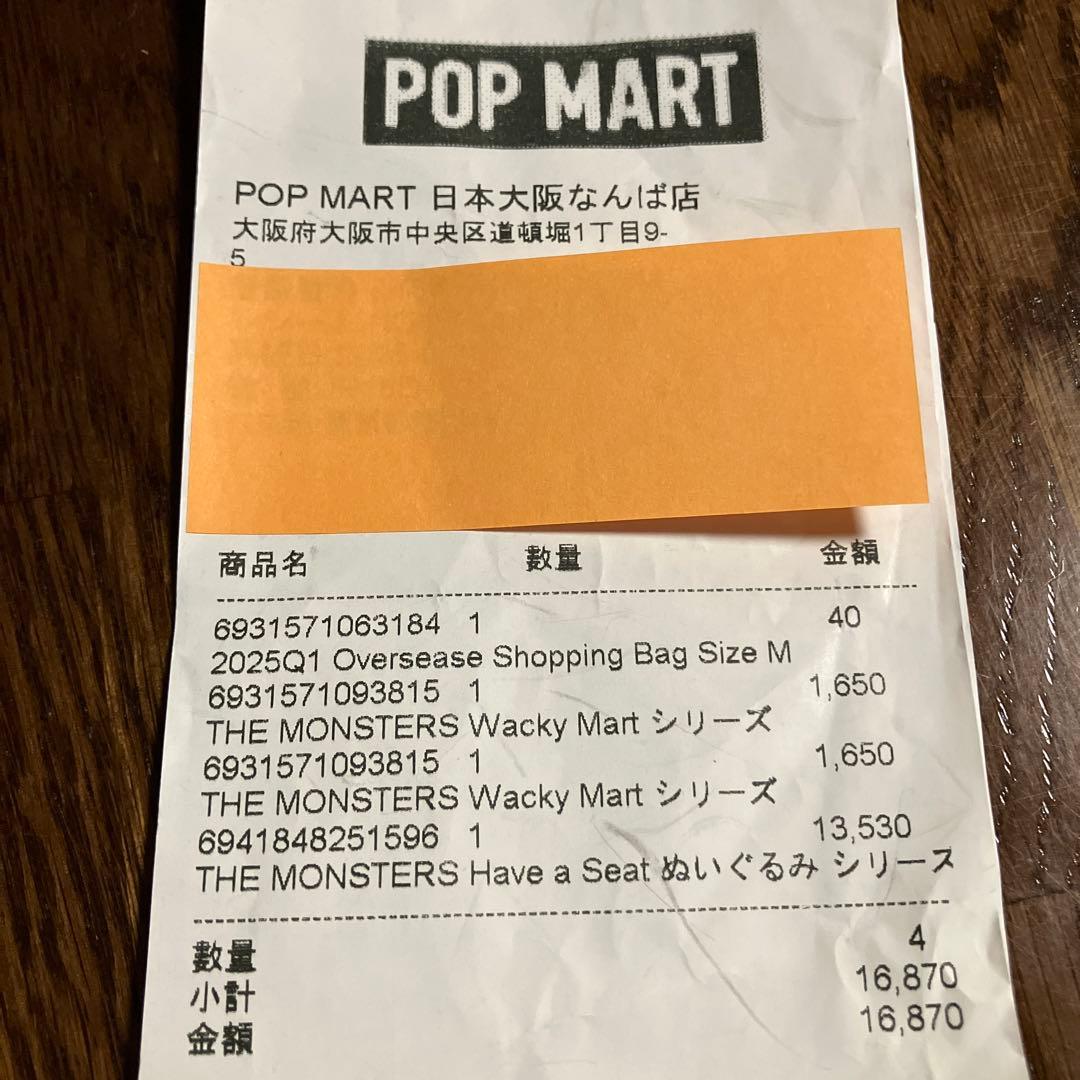 POP MART
POP MART 日本大阪なんば店
大阪府大阪市中央区道頓堀1丁目9-
5
商品名 數量 金額
6931571063184 1 40
2025Q1 Oversease Shopping Bag Size M
6931571093815 1 1,650
THE MONSTERS Wacky Mart シリーズ
6931571093815 1 1,650
THE MONSTERS Wacky Mart シリーズ
6941848251596 1 13,530
THE MONSTERS Have a Seat ぬいぐるみ シリーズ
數量 4
小計 16,870
金額 16,870